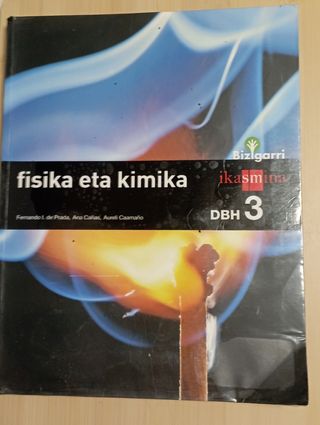 Bizigarri
fisika eta kimika
ikasmina
Fernando I. de Prada, Ana Cañas, Aureli Caamaño
DBH 3